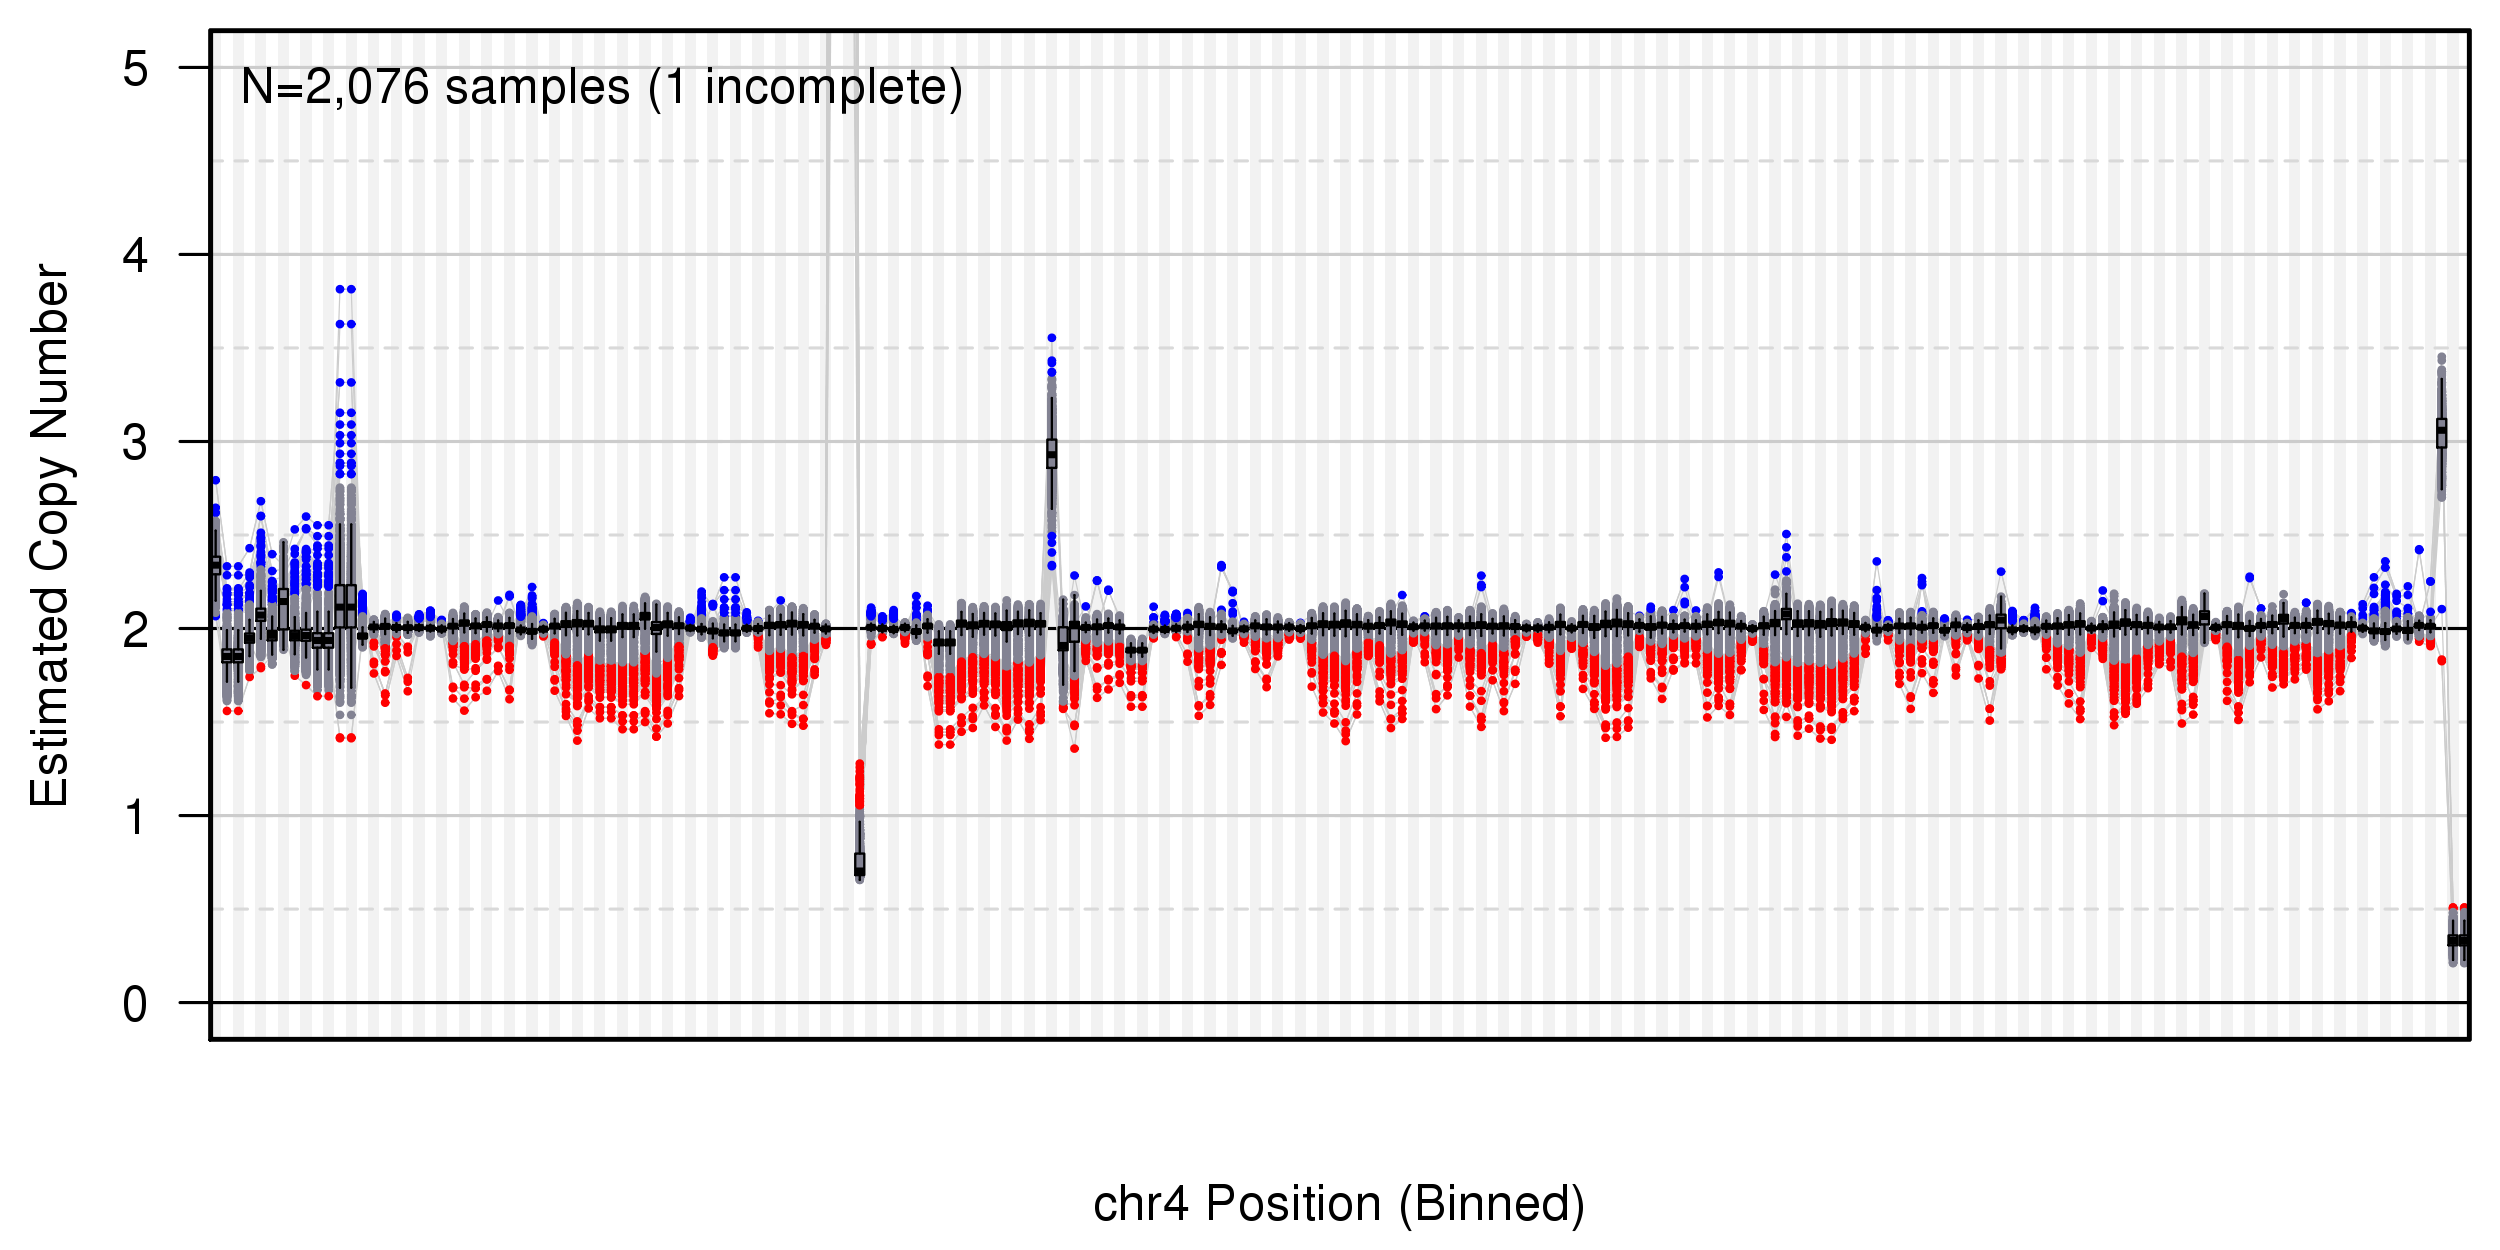 N=2,076 samples (1 incomplete)
Estimated Copy Number
5
4
3
2
1
0
chr4 Position (Binned)